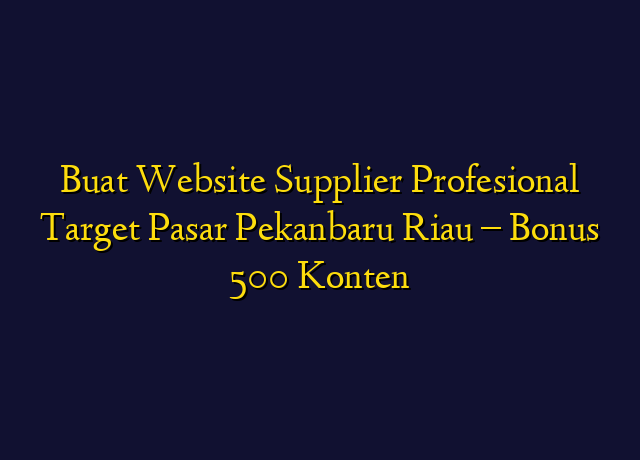 Buat Website Supplier Profesional
Target Pasar Pekanbaru Riau – Bonus
500 Konten